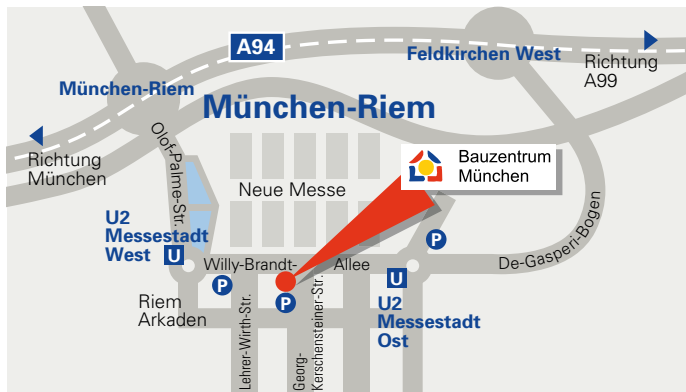 A94
Feldkirchen West
Richtung
A99
München-Riem
München-Riem
Olof-Palme-Str.
Richtung
München
Bauzentrum
München
Neue Messe
U2
Messestadt
West
U
P
De-Gasperi-Bogen
Willy-Brandt-
Allee
P
P
U
Riem
Arkaden
Lehrer-Wirth-Str.
Georg-
Kerschensteiner-Str.
U2
Messestadt
Ost